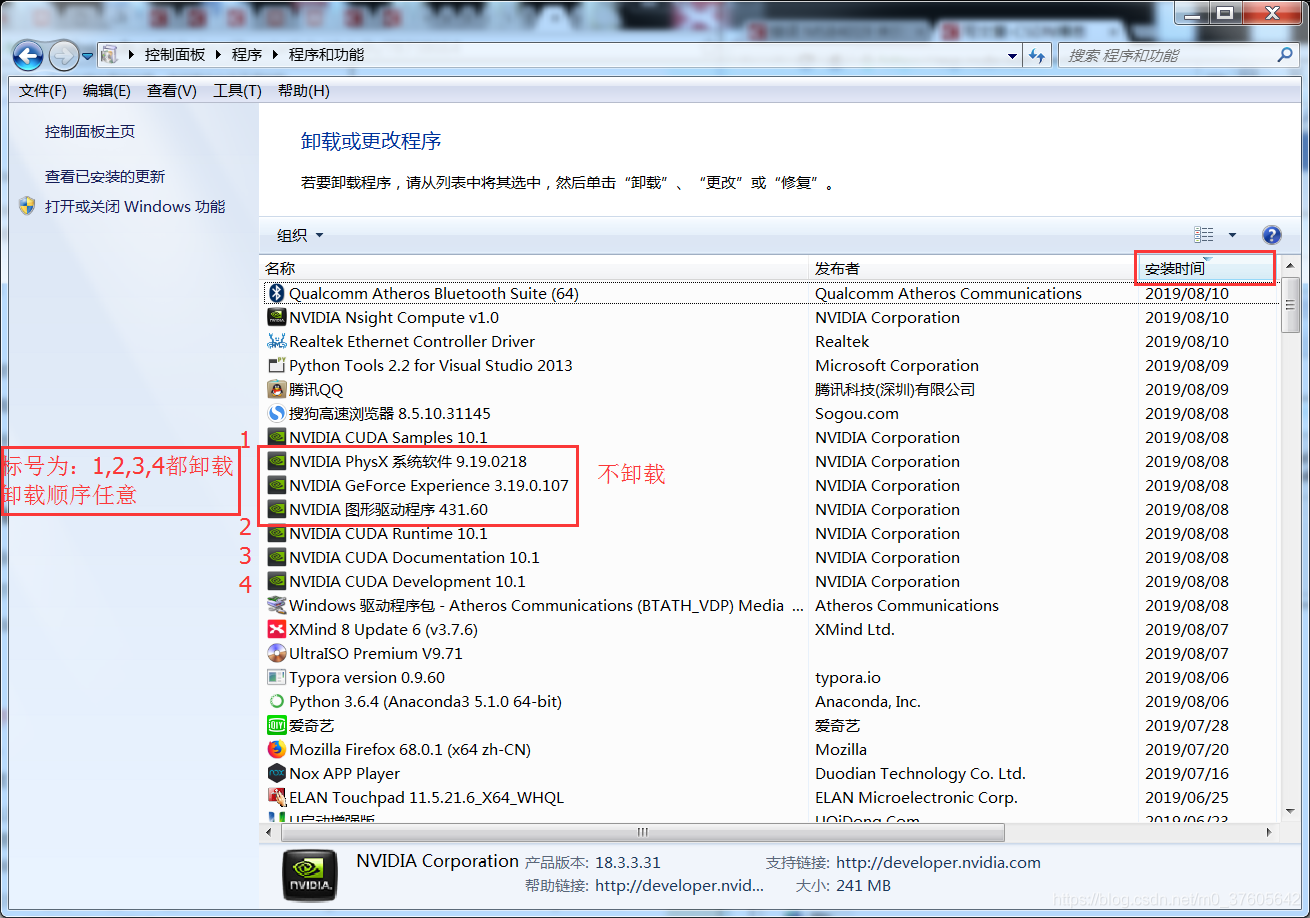 控制面板 程序 程序和功能 搜索 程序和功能
文件(F) 编辑(E) 查看(V) 工具(T) 帮助(H)
控制面板主页
查看已安装的更新
打开或关闭 Windows 功能
卸载或更改程序
若要卸载程序，请从列表中将其选中，然后单击“卸载”、“更改”或“修复”。
组织
名称 发布者 安装时间
Qualcomm Atheros Bluetooth Suite (64) Qualcomm Atheros Communications 2019/08/10
NVIDIA Nsight Compute v1.0 NVIDIA Corporation 2019/08/10
Realtek Ethernet Controller Driver Realtek 2019/08/10
Python Tools 2.2 for Visual Studio 2013 Microsoft Corporation 2019/08/09
腾讯QQ 腾讯科技(深圳)有限公司 2019/08/09
搜狗高速浏览器 8.5.10.31145 Sogou.com 2019/08/08
1 NVIDIA CUDA Samples 10.1 NVIDIA Corporation 2019/08/08
NVIDIA PhysX 系统软件 9.19.0218 NVIDIA Corporation 2019/08/08
NVIDIA GeForce Experience 3.19.0.107 NVIDIA Corporation 2019/08/08
NVIDIA 图形驱动程序 431.60 NVIDIA Corporation 2019/08/08
不卸载
标号为：1,2,3,4都卸载
卸载顺序任意
2 NVIDIA CUDA Runtime 10.1 NVIDIA Corporation 2019/08/08
3 NVIDIA CUDA Documentation 10.1 NVIDIA Corporation 2019/08/08
4 NVIDIA CUDA Development 10.1 NVIDIA Corporation 2019/08/08
Windows 驱动程序包 - Atheros Communications (BTATH_VDP) Media ... Atheros Communications 2019/08/08
XMind 8 Update 6 (v3.7.6) XMind Ltd. 2019/08/07
UltraISO Premium V9.71 2019/08/07
Typora version 0.9.60 typora.io 2019/08/06
Python 3.6.4 (Anaconda3 5.1.0 64-bit) Anaconda, Inc. 2019/08/06
爱奇艺 爱奇艺 2019/07/28
Mozilla Firefox 68.0.1 (x64 zh-CN) Mozilla 2019/07/20
Nox APP Player Duodian Technology Co. Ltd. 2019/07/16
ELAN Touchpad 11.5.21.6_X64_WHQL ELAN Microelectronic Corp. 2019/06/25
U启动增强版 UQiDong.Com 2019/06/23
NVIDIA Corporation 产品版本: 18.3.3.31 支持链接: http://developer.nvidia.com
帮助链接: http://developer.nvid... 大小: 241 MB
NVIDIA.
https://blog.csdn.net/m0_37605642